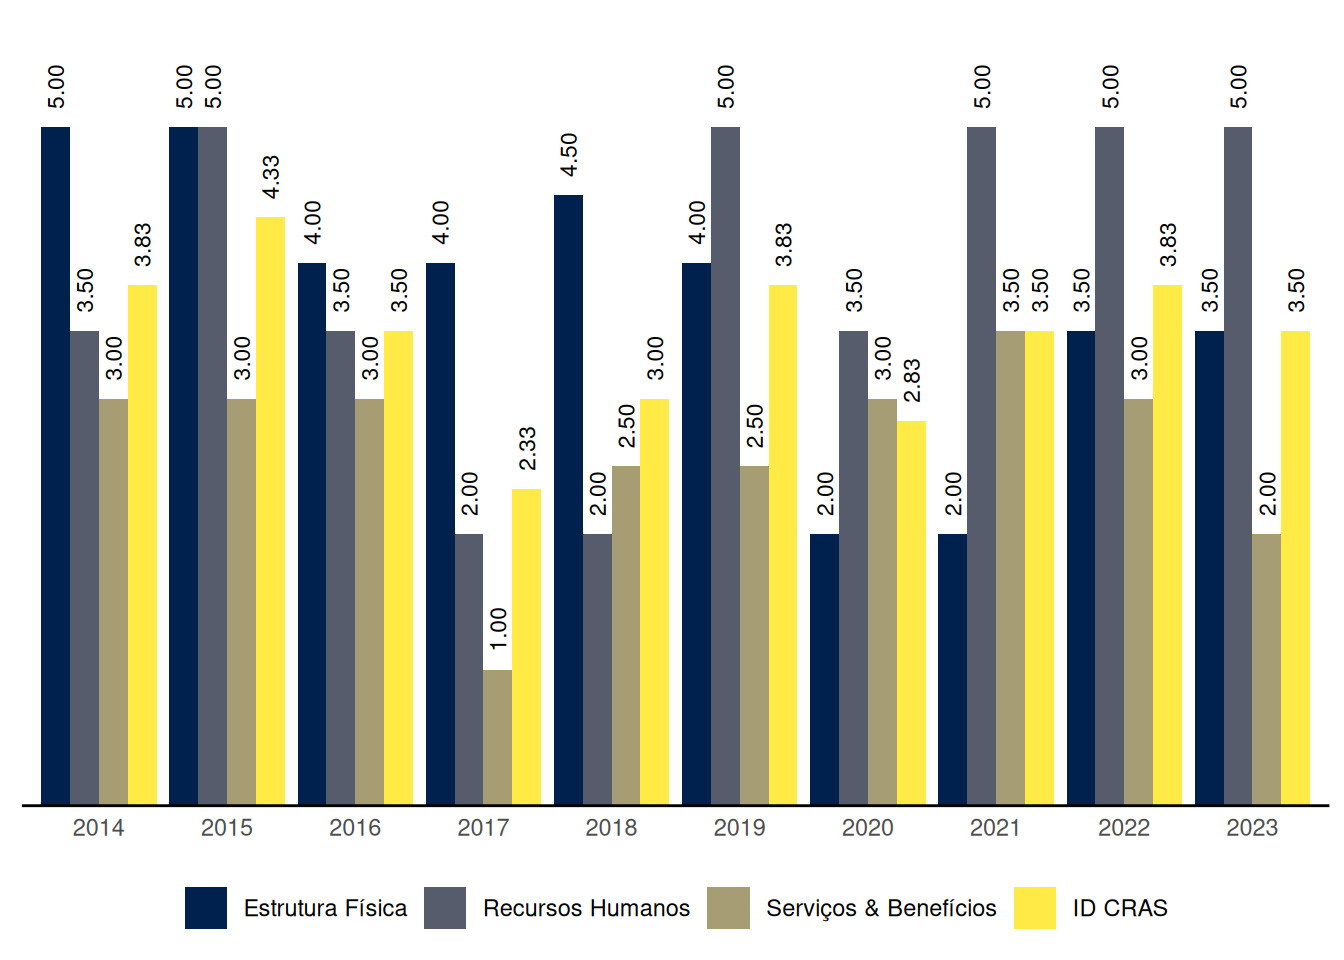 5.00 3.50 3.00 3.83
5.00 5.00 3.00 4.33
4.00 3.50 3.00 3.50
4.00 2.00 1.00 2.33
4.50 2.00 2.50 3.00
4.00 5.00 2.50 3.83
2.00 3.50 3.00 2.83
2.00 5.00 3.50 3.50
3.50 5.00 3.00 3.83
3.50 5.00 2.00 3.50
2014 2015 2016 2017 2018 2019 2020 2021 2022 2023
Estrutura Física Recursos Humanos Serviços & Benefícios ID CRAS